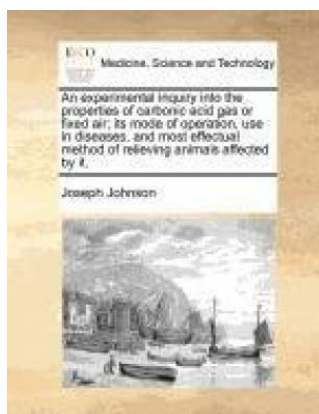 ECCO
Medicine, Science and Technology
An experimental inquiry into the
properties of carbonic acid gas or
fixed air; its mode of operation, use
in diseases, and most effectual
method of relieving animals affected
by it,
Joseph Johnson